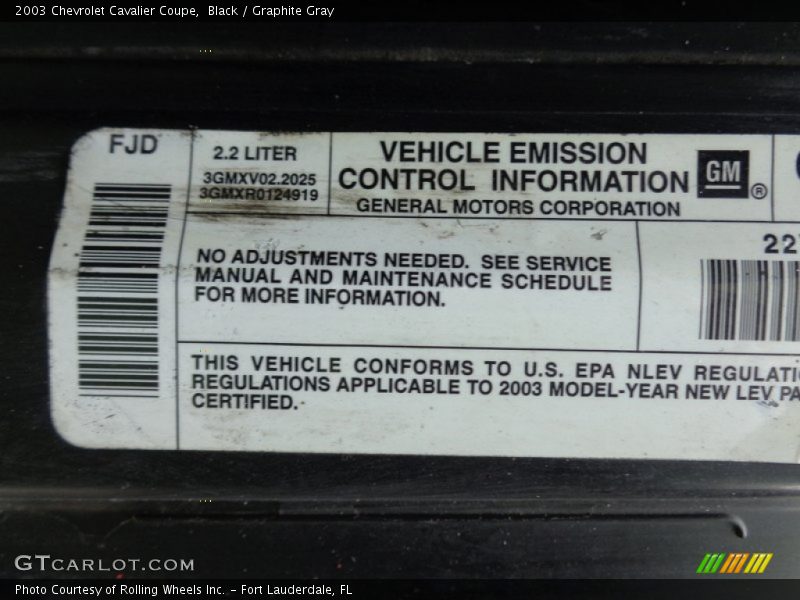 2003 Chevrolet Cavalier Coupe,  Black / Graphite Gray
FJD
2.2 LITER
3GMXV02.2025
3GMXR0124919
VEHICLE EMISSION
CONTROL INFORMATION
GENERAL MOTORS CORPORATION
GM ®
NO ADJUSTMENTS NEEDED. SEE SERVICE
MANUAL AND MAINTENANCE SCHEDULE
FOR MORE INFORMATION.
THIS VEHICLE CONFORMS TO U.S. EPA NLEV
REGULATIONS APPLICABLE TO 2003 MODEL-YEAR NEW LEV
CERTIFIED.
GTCARLOT.COM
Photo Courtesy of Rolling Wheels Inc. – Fort Lauderdale, FL